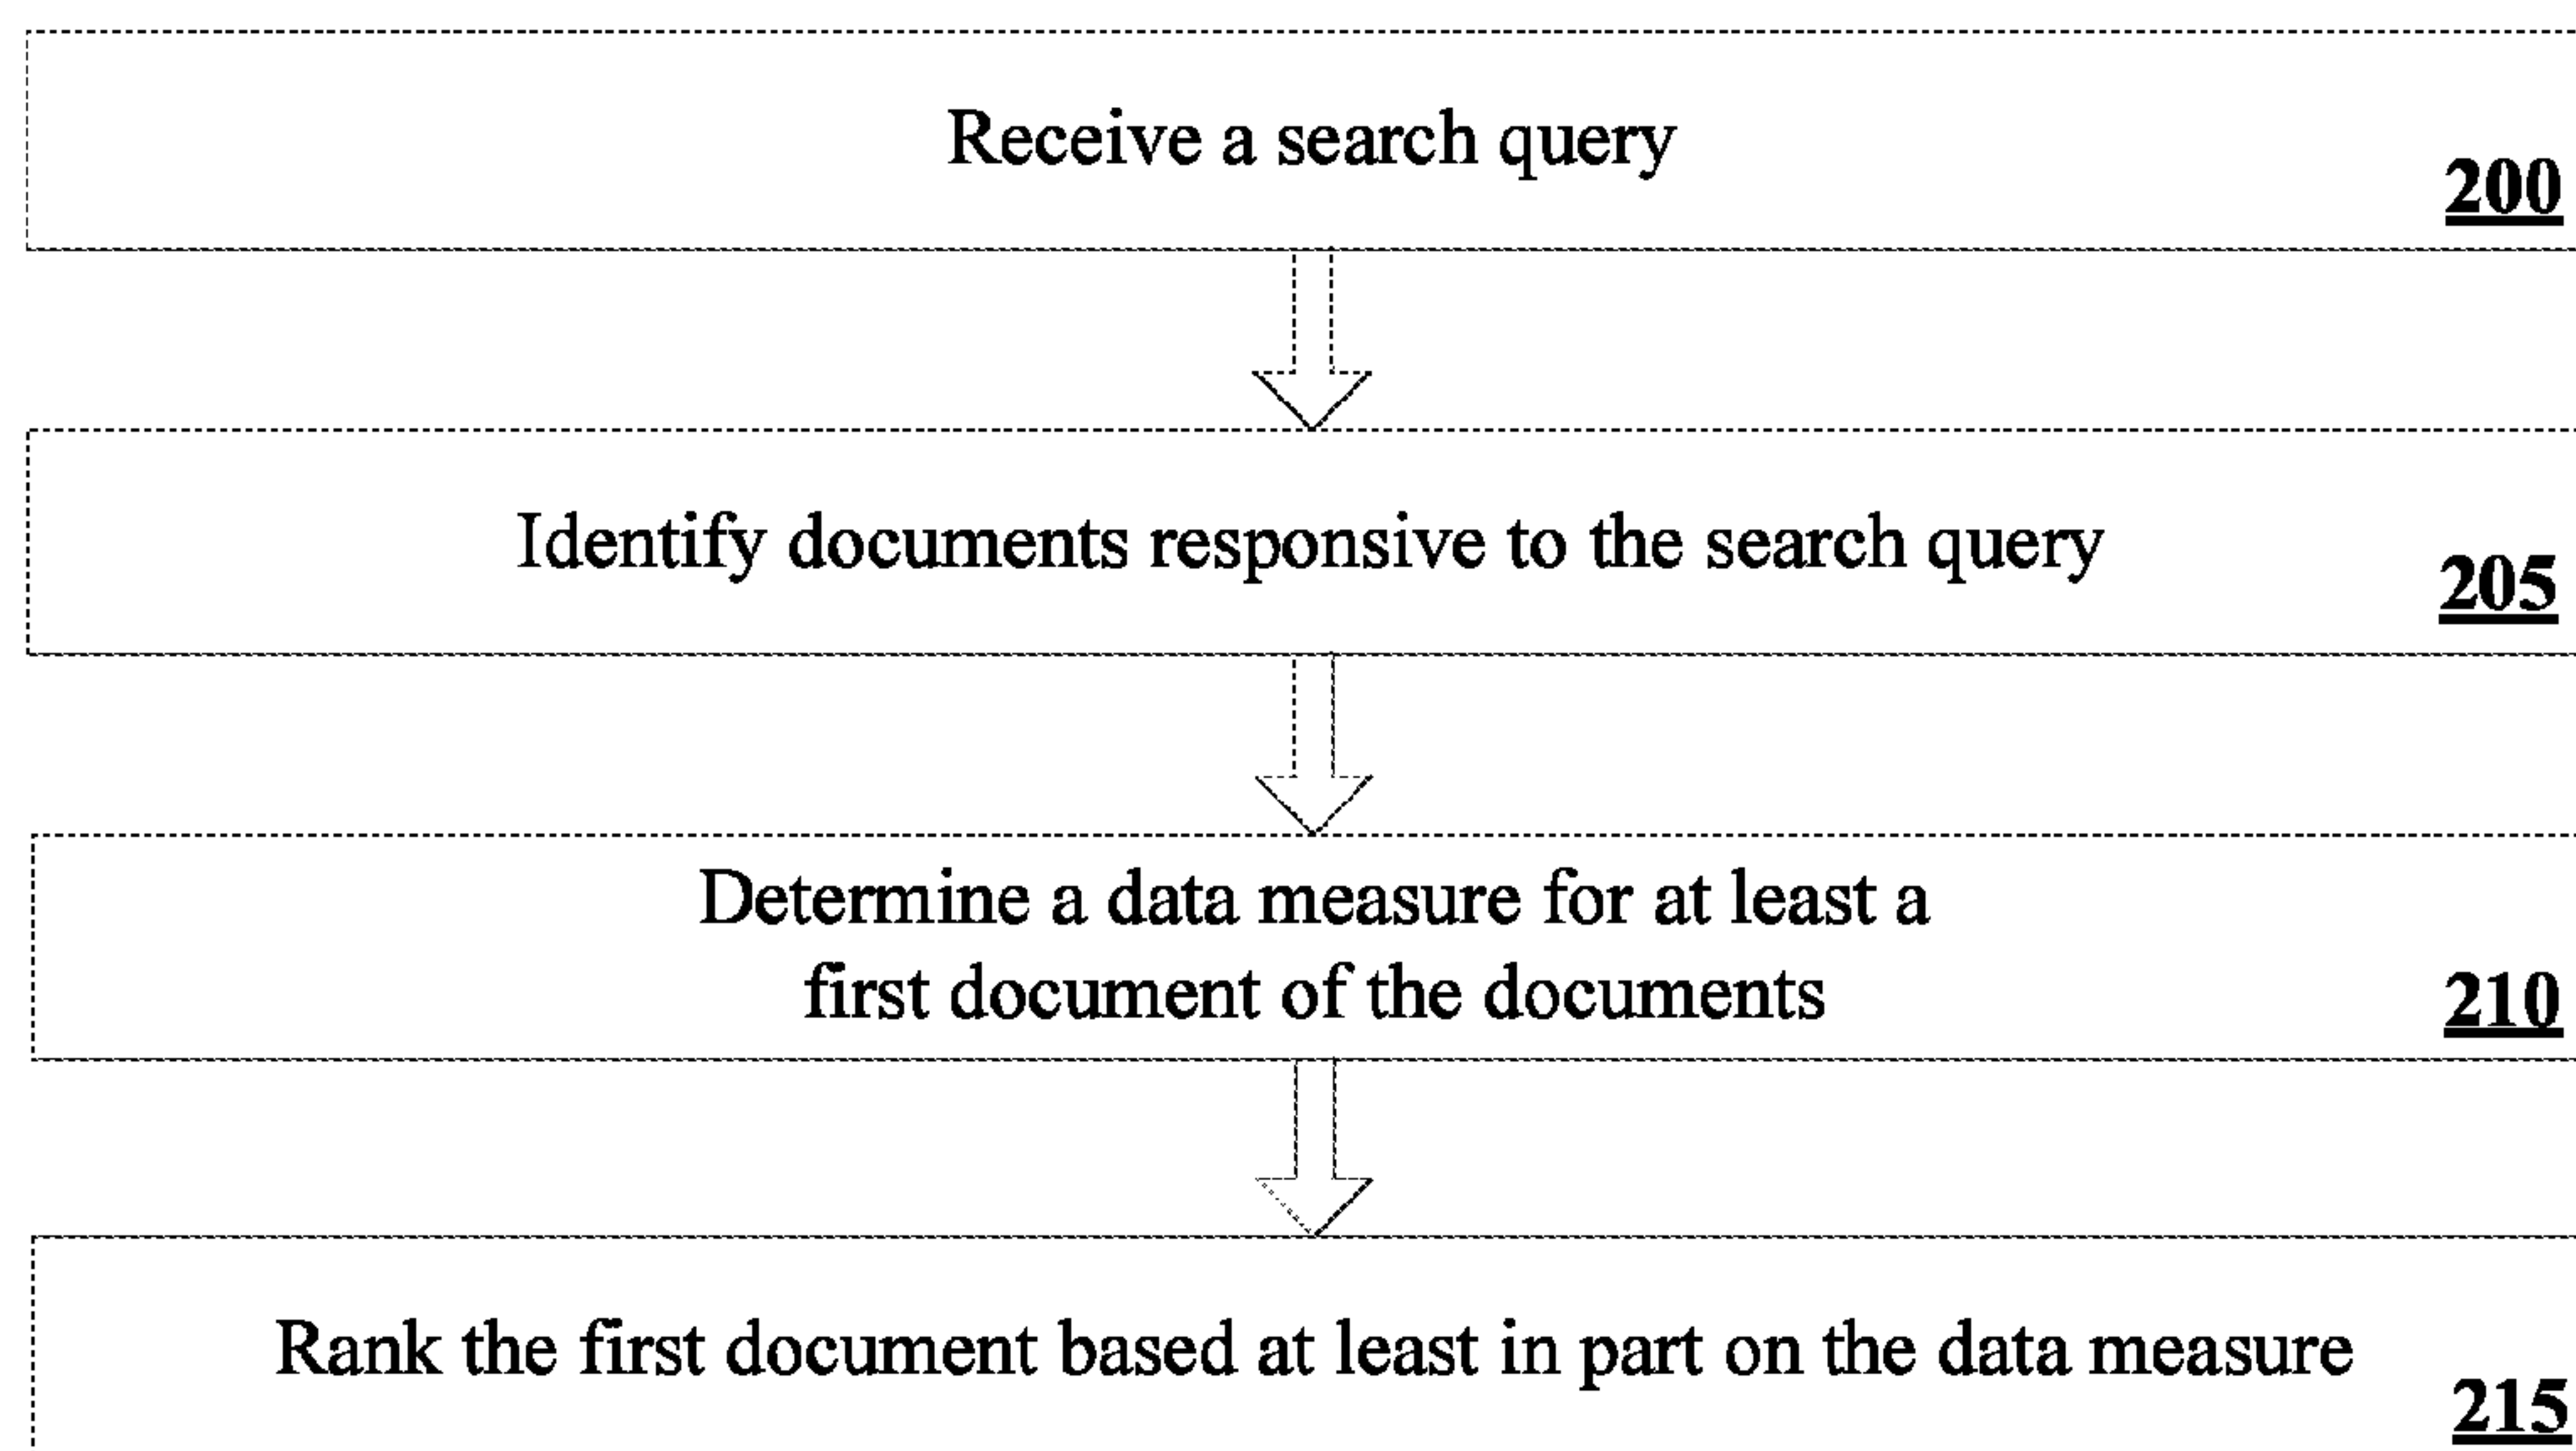 Receive a search query
200
Identify documents responsive to the search query
205
Determine a data measure for at least a
first document of the documents
210
Rank the first document based at least in part on the data measure
215